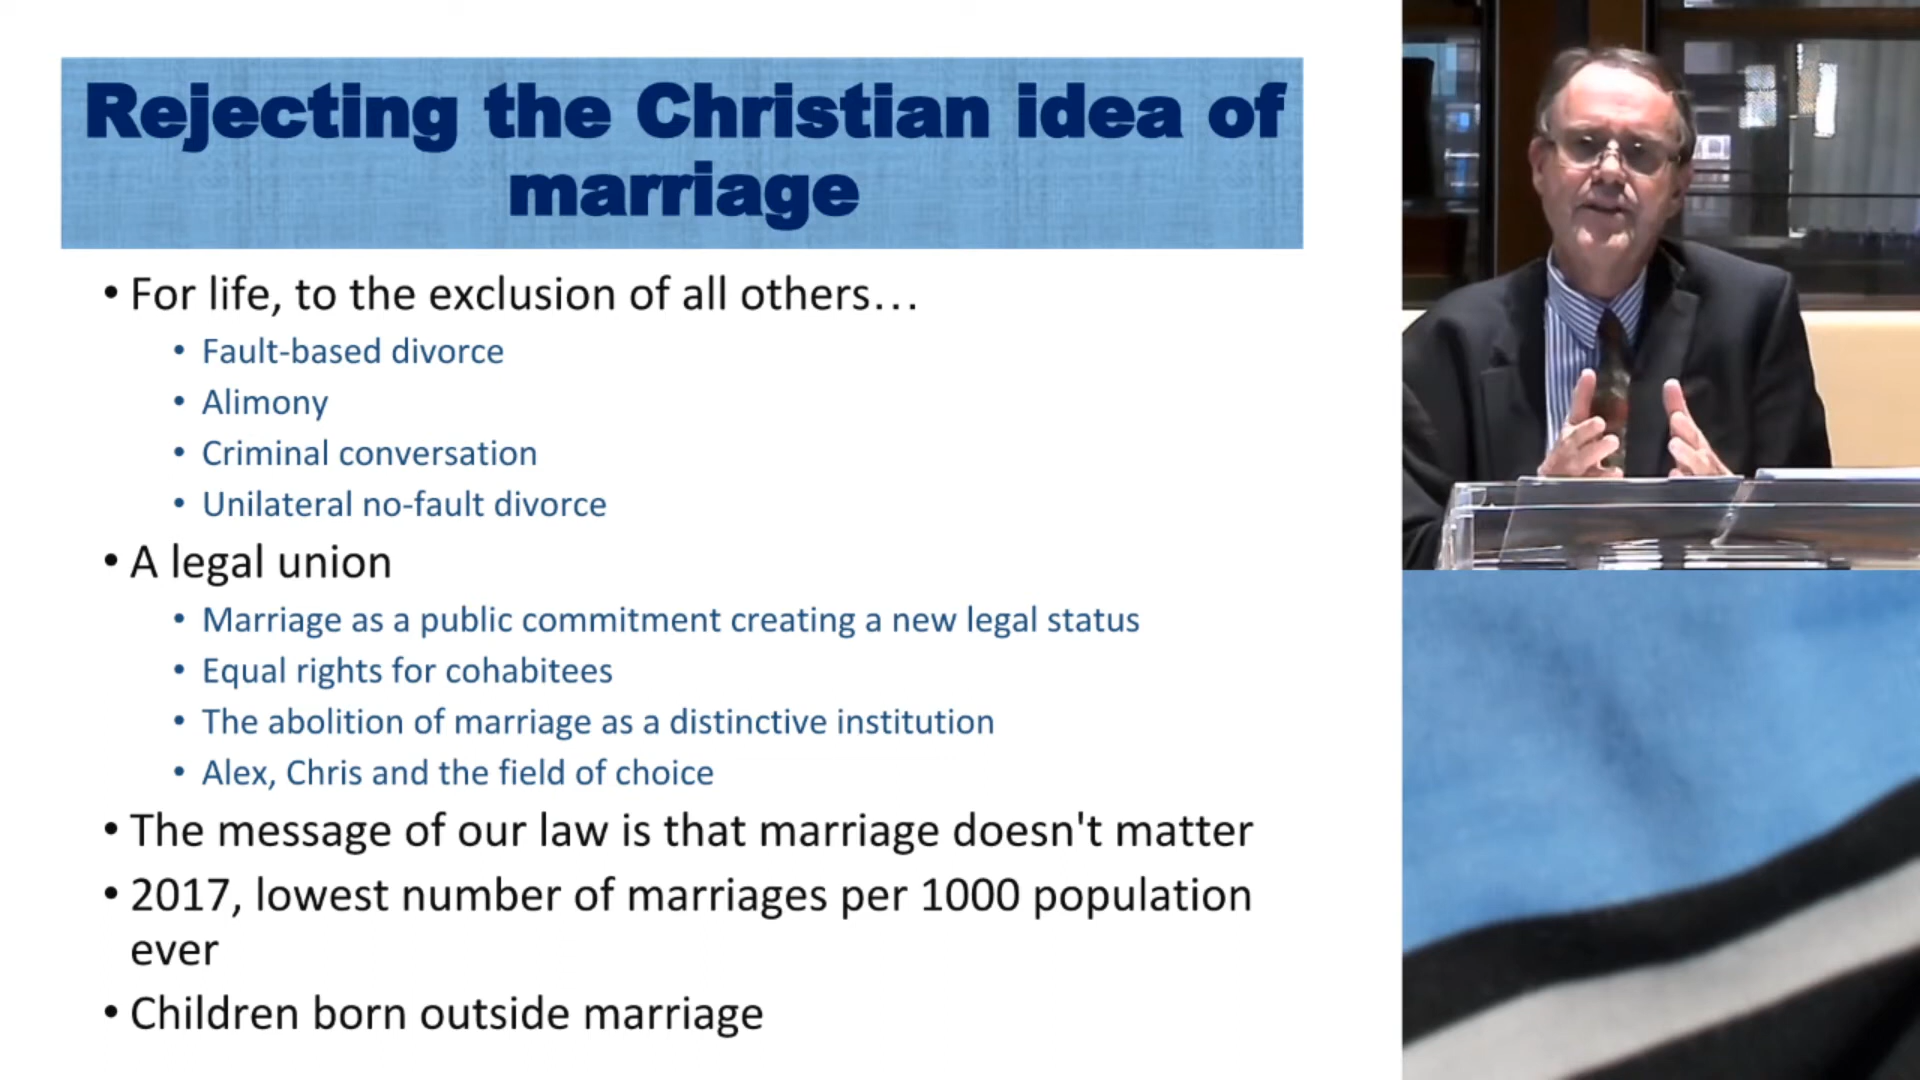 Rejecting the Christian idea of
marriage
• For life, to the exclusion of all others…
• Fault-based divorce
• Alimony
• Criminal conversation
• Unilateral no-fault divorce
• A legal union
• Marriage as a public commitment creating a new legal status
• Equal rights for cohabitees
• The abolition of marriage as a distinctive institution
• Alex, Chris and the field of choice
• The message of our law is that marriage doesn't matter
• 2017, lowest number of marriages per 1000 population
ever
• Children born outside marriage